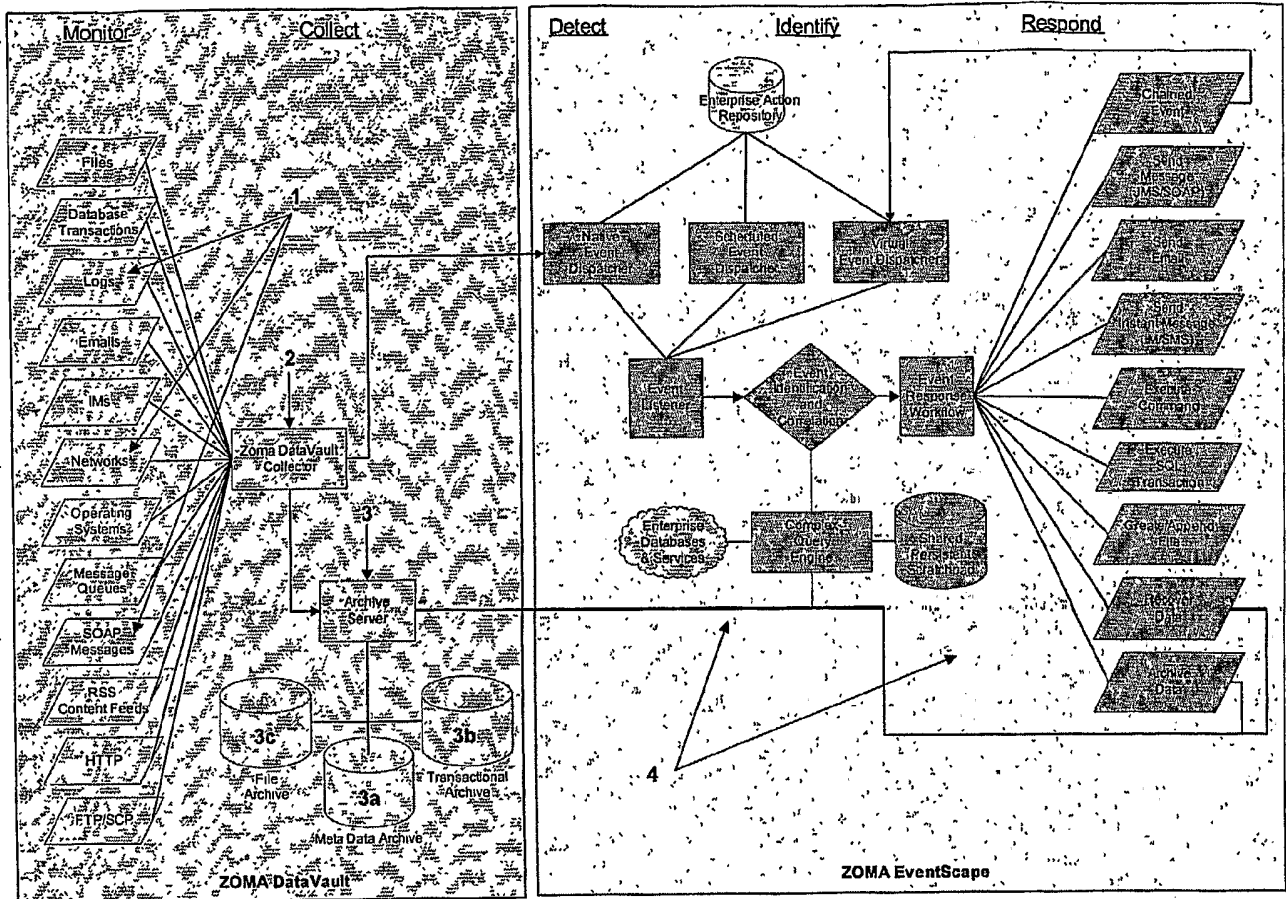 Monitor
Collect
Files
Database
Transactions
Logs
Emails
IMs
Networks
Operating
Systems
Message
Queues
SOAP
Messages
RSS
Content Feeds
HTTP
FTP/SCP
1
2
Zoma DataVault
Collector
3
Archive
Server
3c
File
Archive
3a
Meta Data Archive
3b
Transactional
Archive
ZOMA DataVault
Detect
Identify
Respond
Enterprise Action
Repository
Native
Event
Dispatcher
Scheduled
Event
Dispatcher
Virtual
Event Dispatcher
Event
Listener
Event
Identification
and
Correlation
Event
Response
Workflow
Enterprise
Databases
& Services
Complex
Query
Engine
Shared
Persistent
Scratchpad
4
Chained
Event
Send
Message
(JMS/SOAP)
Send
Email
Send
Instant Message
(IM/SMS)
Execute
Command
Execute
SQL
Transaction
Create/Append
File
Recover
Data
Archive
Data
ZOMA EventScape